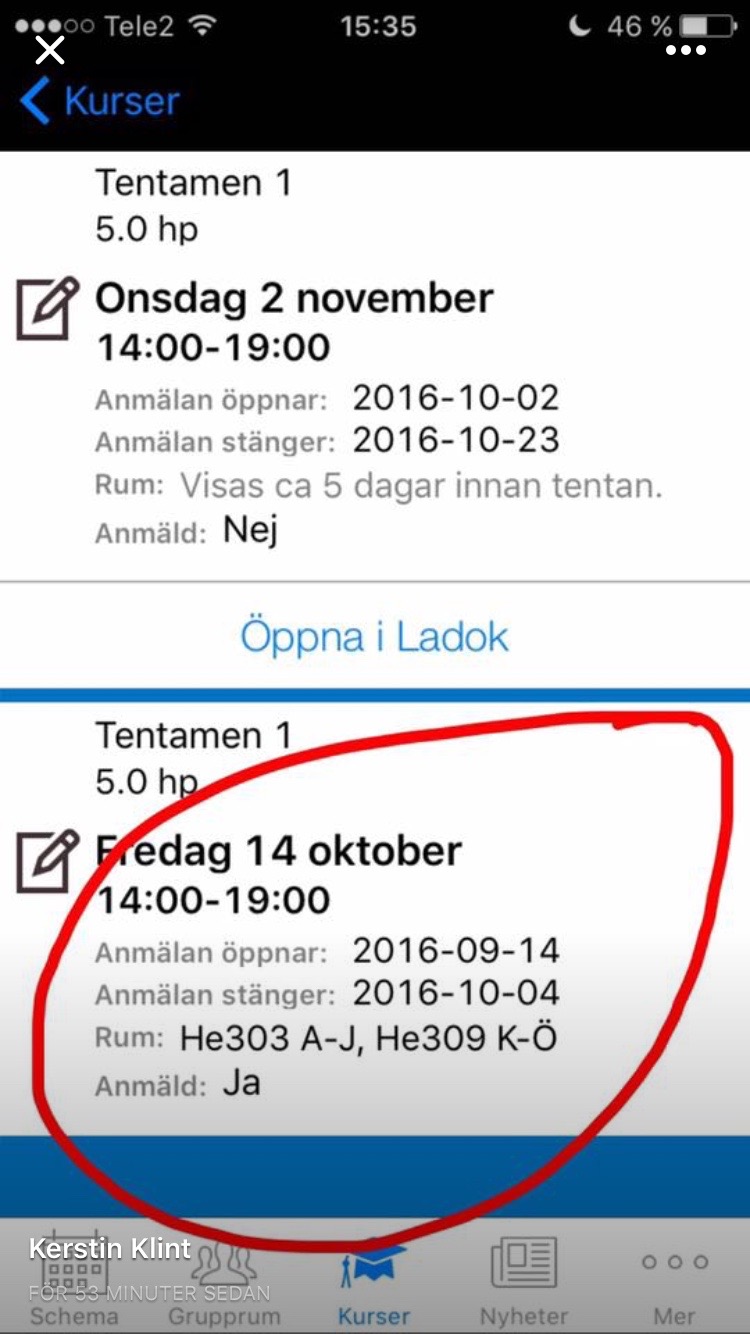 Tele2 15:35 46 %
Kurser
Tentamen 1
5.0 hp
Onsdag 2 november
14:00-19:00
Anmälan öppnar: 2016-10-02
Anmälan stänger: 2016-10-23
Rum: Visas ca 5 dagar innan tentan.
Anmäld: Nej
Öppna i Ladok
Tentamen 1
5.0 hp
Fredag 14 oktober
14:00-19:00
Anmälan öppnar: 2016-09-14
Anmälan stänger: 2016-10-04
Rum: He303 A-J, He309 K-Ö
Anmäld: Ja
Kerstin Klint
FÖR 53 MINUTER SEDAN
Schema Grupprum Kurser Nyheter Mer